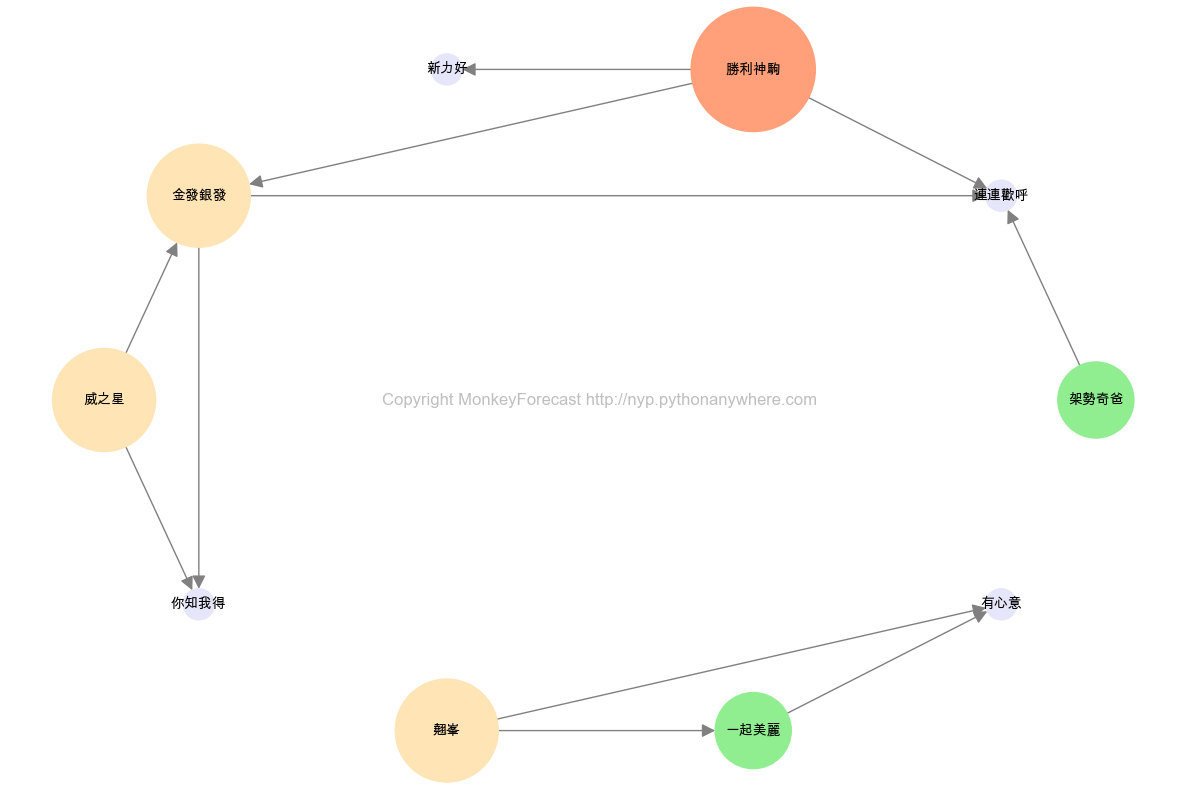 勝利神駒
新力好
金發銀發
連連歡呼
威之星
Copyright MonkeyForecast http://nyp.pythonanywhere.com
架勢奇爸
你知我得
有心意
翹峯
一起美麗